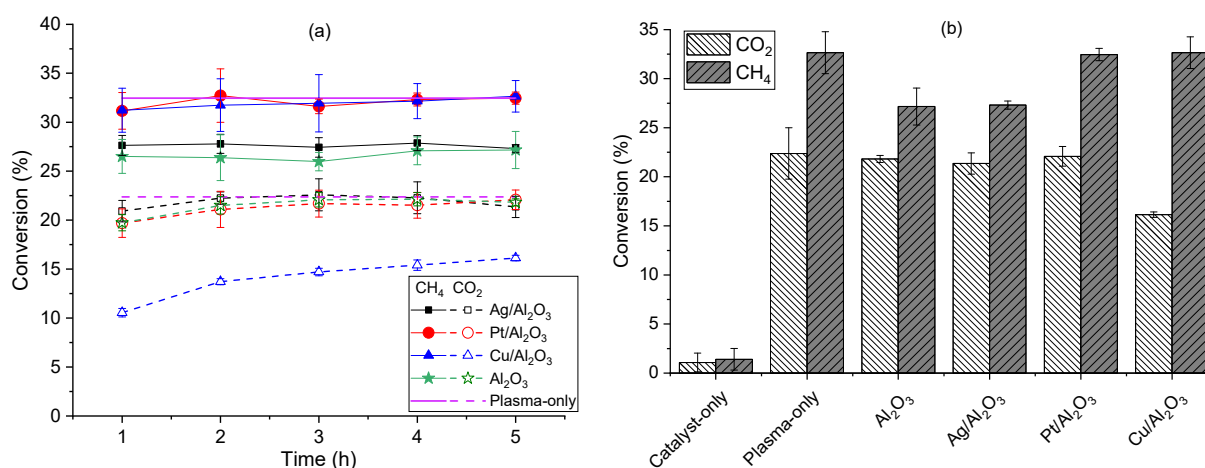 (a)
Conversion (%)
40
35
30
25
20
15
10
5
0
CH₄ CO₂
Ag/Al₂O₃
Pt/Al₂O₃
Cu/Al₂O₃
Al₂O₃
Plasma-only
1 2 3 4 5
Time (h)
(b)
Conversion (%)
35
30
25
20
15
10
5
0
CO₂
CH₄
Catalyst-only
Plasma-only
Al₂O₃
Ag/Al₂O₃
Pt/Al₂O₃
Cu/Al₂O₃